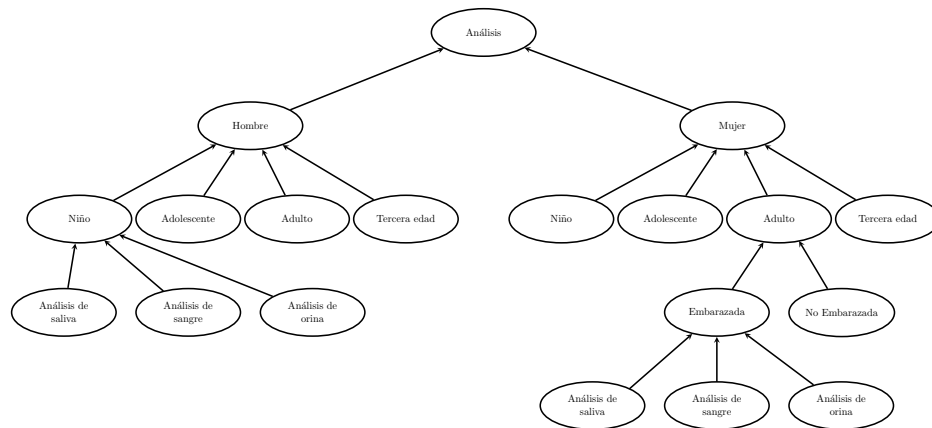 Análisis
Hombre
Mujer
Niño
Adolescente
Adulto
Tercera edad
Niño
Adolescente
Adulto
Tercera edad
Análisis de
saliva
Análisis de
sangre
Análisis de
orina
Embarazada
No Embarazada
Análisis de
saliva
Análisis de
sangre
Análisis de
orina